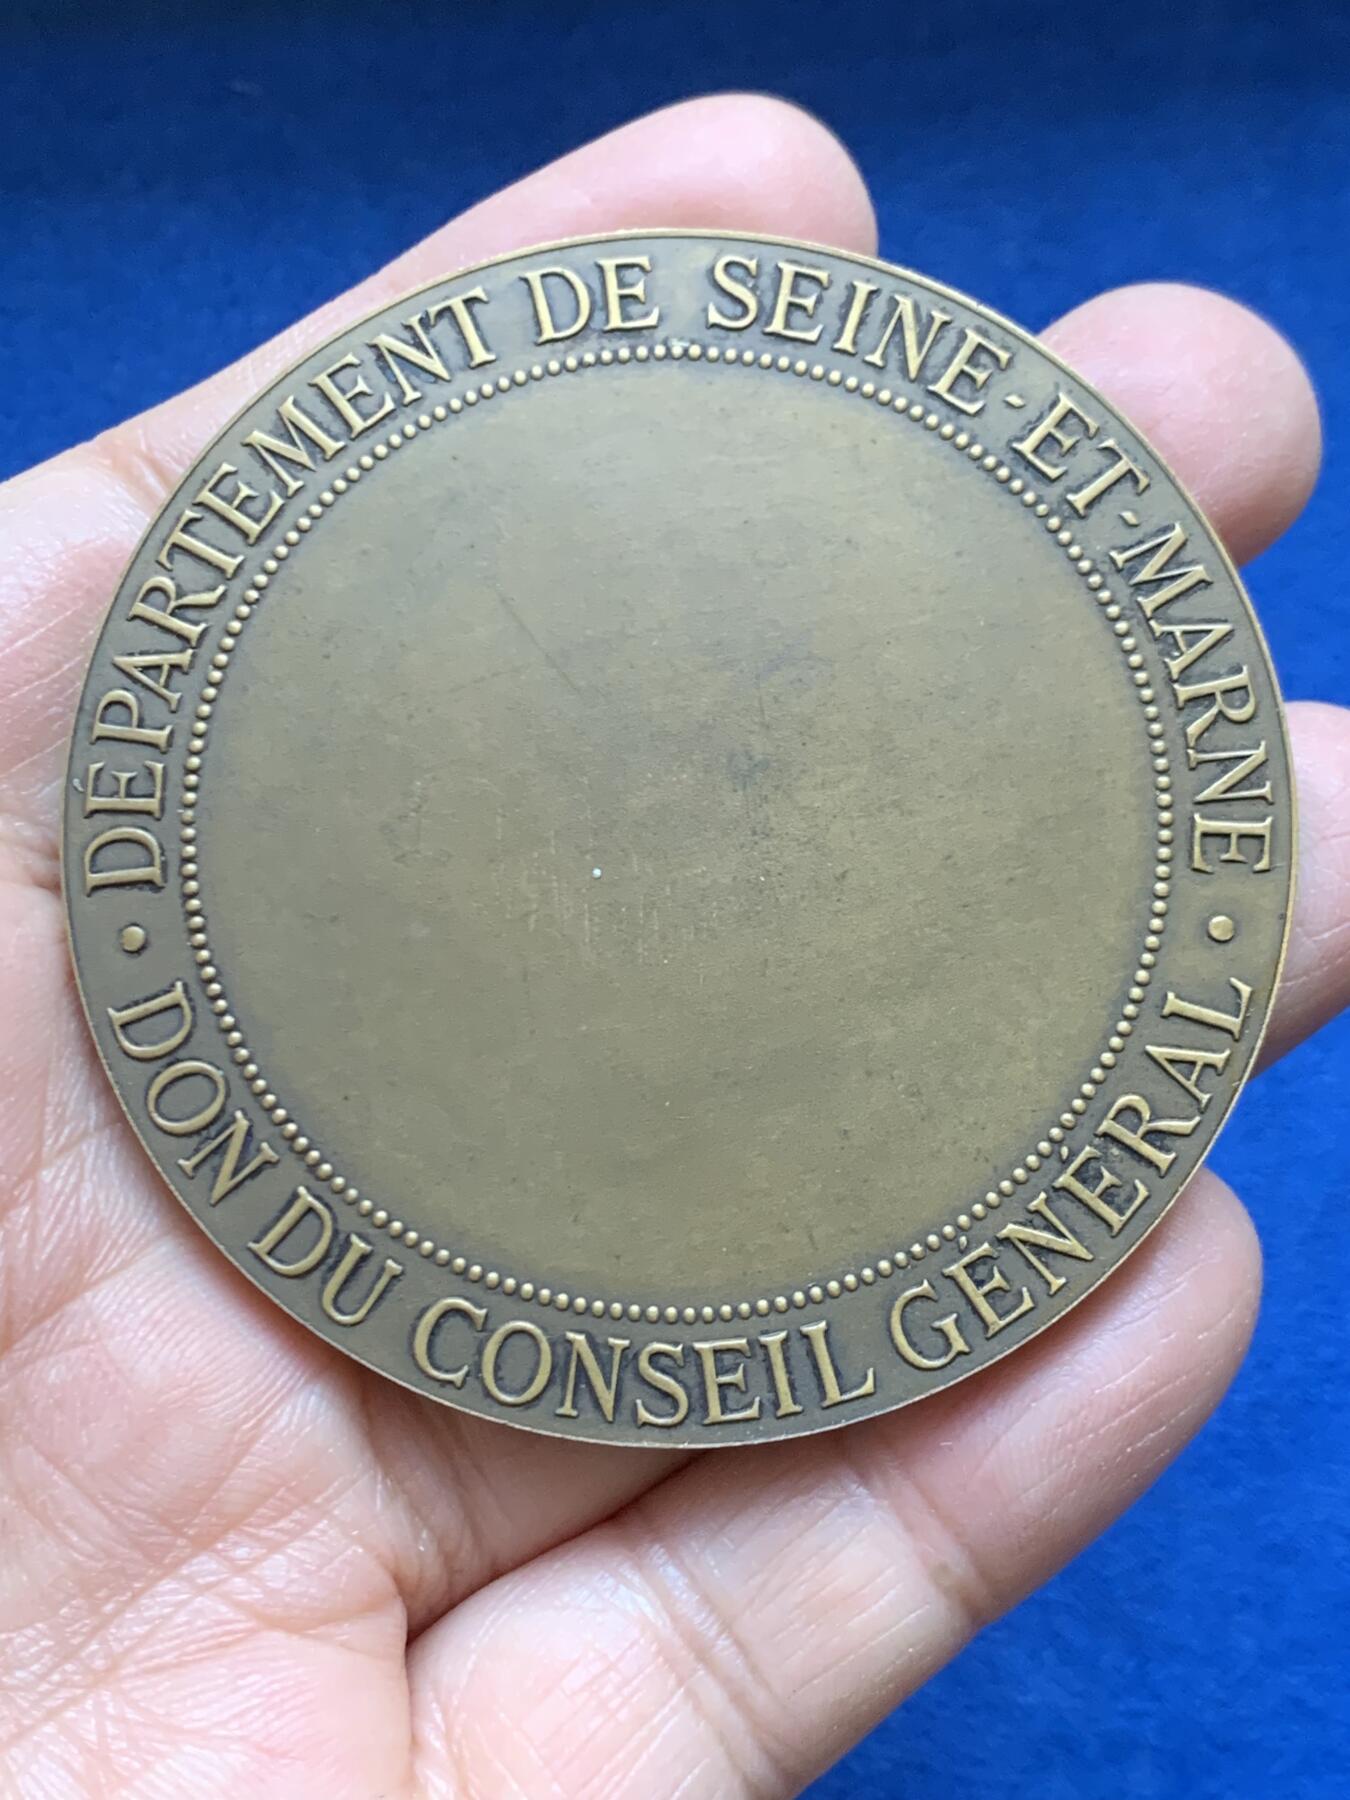 DÉPARTEMENT DE SEINE-ET-MARNE
• DON DU CONSEIL GÉNÉRAL •